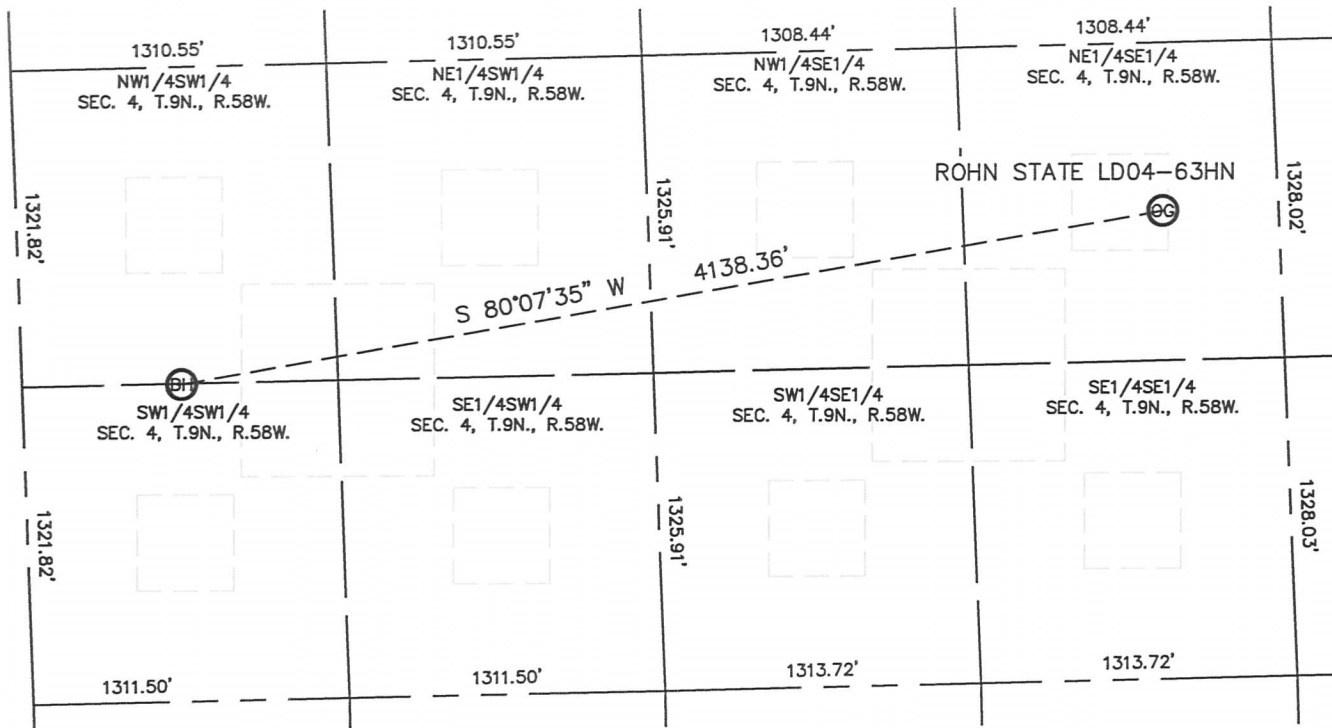 1310.55'
1310.55'
1308.44'
1308.44'
NW1/4SW1/4
SEC. 4, T.9N., R.58W.
NE1/4SW1/4
SEC. 4, T.9N., R.58W.
NW1/4SE1/4
SEC. 4, T.9N., R.58W.
NE1/4SE1/4
SEC. 4, T.9N., R.58W.
ROHN STATE LD04-63HN
OG
1321.82'
1325.91'
1328.02'
S 80°07'35" W
4138.36'
BH
SW1/4SW1/4
SEC. 4, T.9N., R.58W.
SE1/4SW1/4
SEC. 4, T.9N., R.58W.
SW1/4SE1/4
SEC. 4, T.9N., R.58W.
SE1/4SE1/4
SEC. 4, T.9N., R.58W.
1321.82'
1325.91'
1328.03'
1311.50'
1311.50'
1313.72'
1313.72'